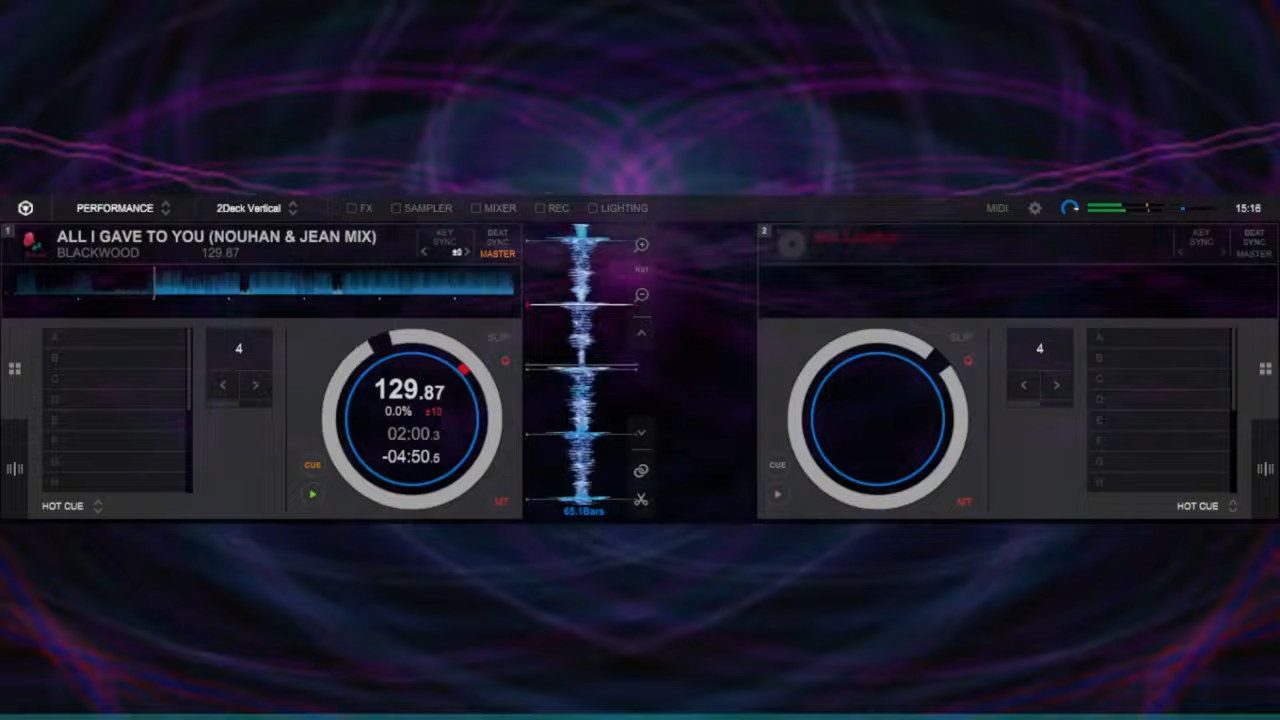 PERFORMANCE 2Deck Vertical FX SAMPLER MIXER REC LIGHTING MIDI 15:16
1 ALL I GAVE TO YOU (NOUHAN & JEAN MIX)
BLACKWOOD 129.87
KEY SYNC
BEAT SYNC
MASTER
2
KEY SYNC
BEAT SYNC
MASTER
A
B
C
D
E
F
G
H
4
SLIP
Q
129.87
0.0% ±10
02:00.3
-04:50.5
CUE
MT
HOT CUE
65.1Bars
SLIP
Q
CUE
MT
4
A
B
C
D
E
F
G
H
HOT CUE